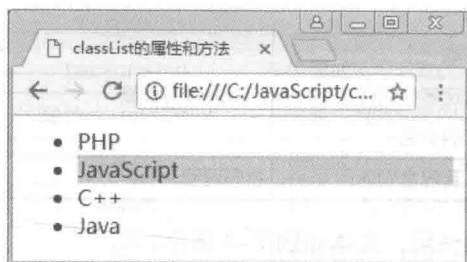 classList的属性和方法
file:///C:/JavaScript/c...
PHP
JavaScript
C++
Java